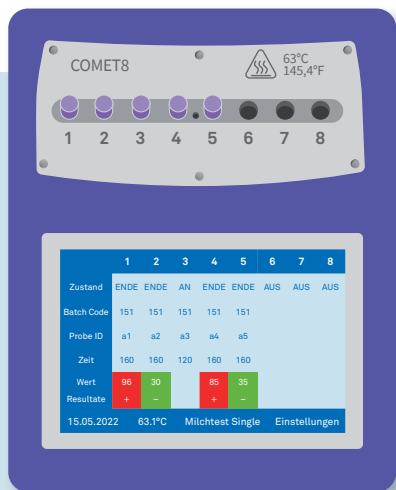 COMET8
63°C
145,4°F
1 2 3 4 5 6 7 8
1 2 3 4 5 6 7 8
Zustand ENDE ENDE AN ENDE ENDE AUS AUS AUS
Batch Code 151 151 151 151 151
Probe ID a1 a2 a3 a4 a5
Zeit 160 160 120 160 160
Wert 96 30 85 35
Resultate + – + –
15.05.2022 63.1°C Milchtest Single Einstellungen